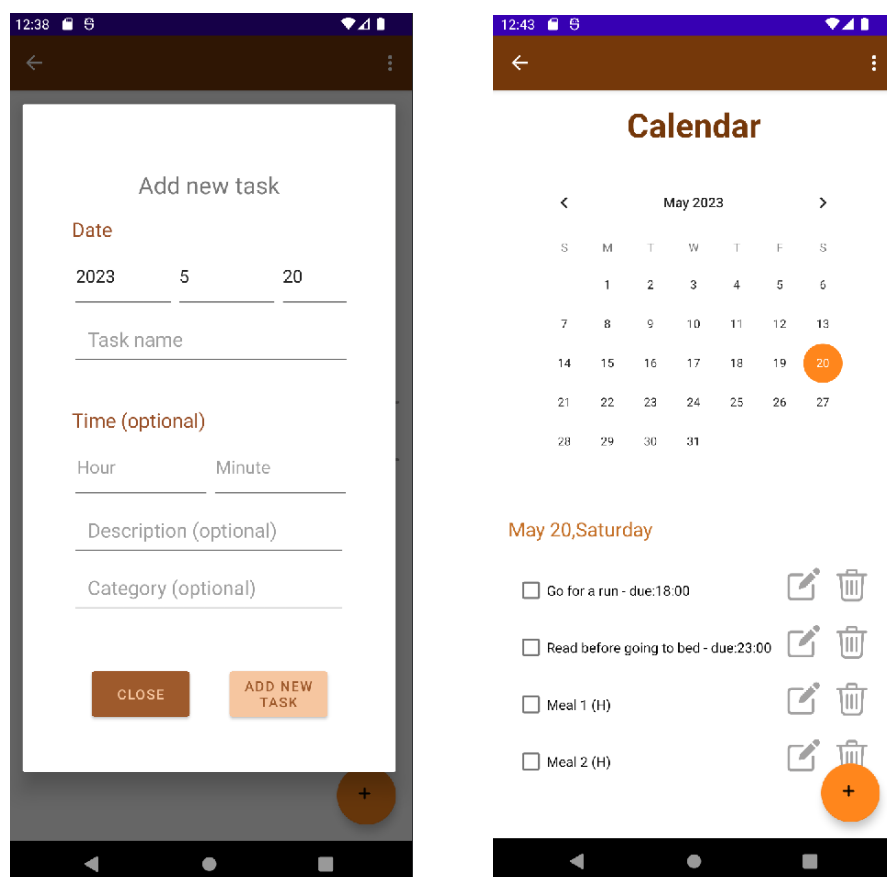 12:38
Add new task
Date
2023 5 20
Task name
Time (optional)
Hour Minute
Description (optional)
Category (optional)
CLOSE
ADD NEW
TASK
+
12:43
Calendar
May 2023
S M T W T F S
1 2 3 4 5 6
7 8 9 10 11 12 13
14 15 16 17 18 19 20
21 22 23 24 25 26 27
28 29 30 31
May 20,Saturday
Go for a run - due:18:00
Read before going to bed - due:23:00
Meal 1 (H)
Meal 2 (H)
+